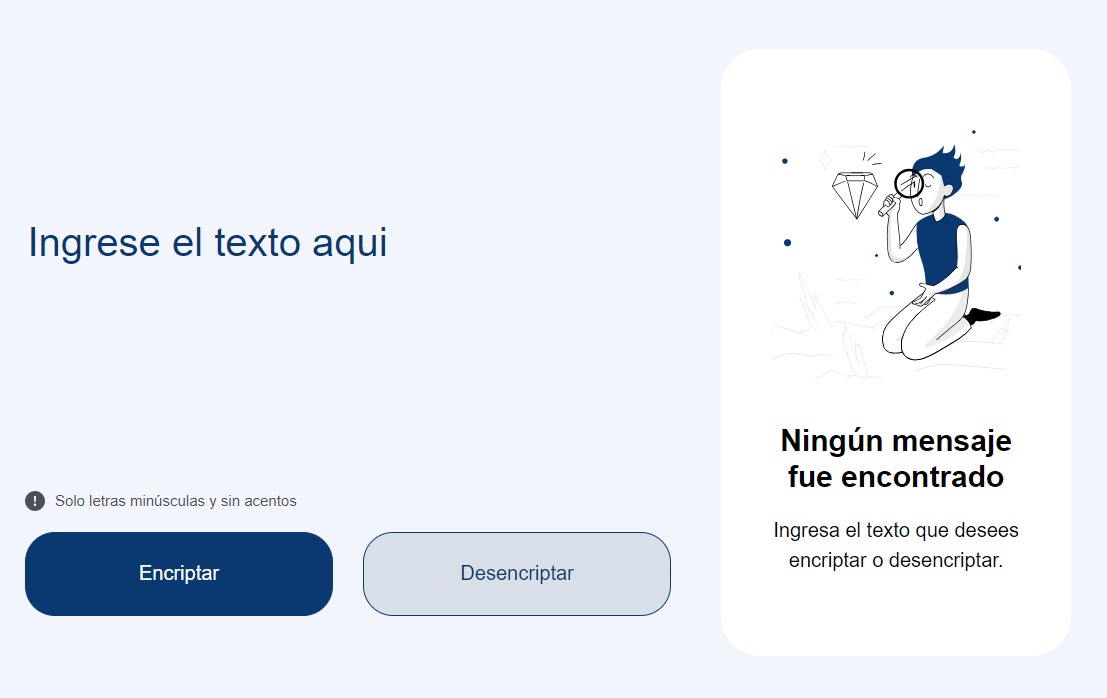 Ingrese el texto aqui
! Solo letras minúsculas y sin acentos
Encriptar
Desencriptar
Ningún mensaje
fue encontrado
Ingresa el texto que desees
encriptar o desencriptar.